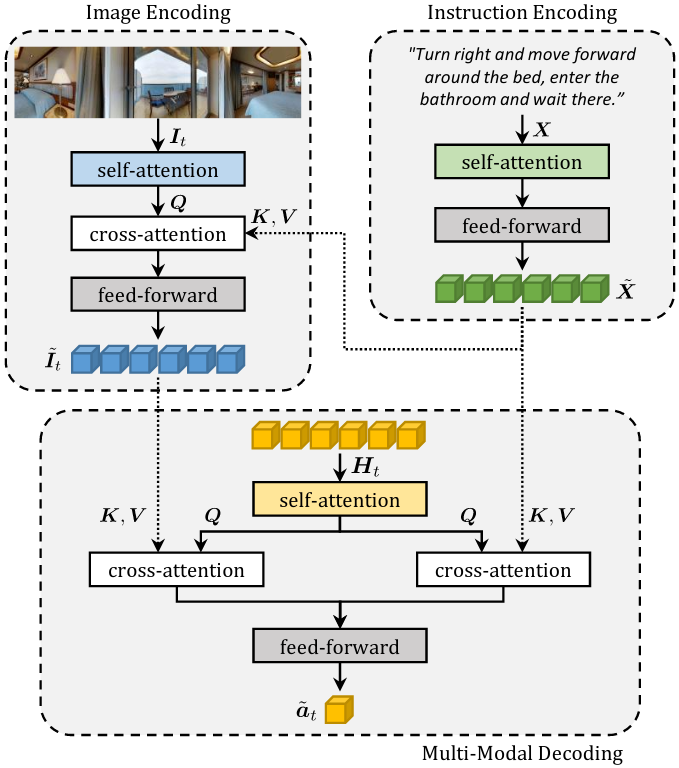 Image Encoding
I_t
self-attention
Q
K, V
cross-attention
feed-forward
Ĩ_t
Instruction Encoding
"Turn right and move forward
around the bed, enter the
bathroom and wait there.”
X
self-attention
feed-forward
X̃
H_t
self-attention
K, V
Q
Q
K, V
cross-attention
cross-attention
feed-forward
ã_t
Multi-Modal Decoding